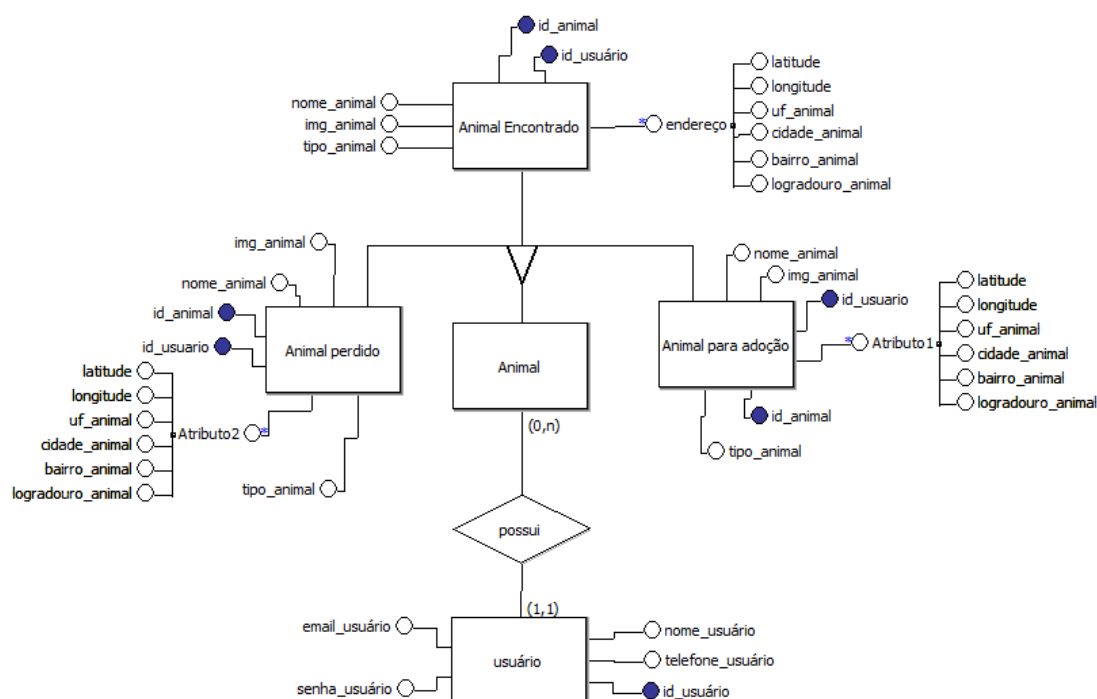 id_animal
id_usuário
nome_animal
img_animal
tipo_animal
Animal Encontrado
* endereço
latitude
longitude
uf_animal
cidade_animal
bairro_animal
logradouro_animal
img_animal
nome_animal
id_animal
id_usuario
Animal perdido
latitude
longitude
uf_animal
cidade_animal
bairro_animal
logradouro_animal
Atributo2 *
tipo_animal
Animal
(0,n)
nome_animal
img_animal
id_usuario
Animal para adoção
* Atributo1
latitude
longitude
uf_animal
cidade_animal
bairro_animal
logradouro_animal
id_animal
tipo_animal
possui
(1,1)
email_usuário
senha_usuário
usuário
nome_usuário
telefone_usuário
id_usuário